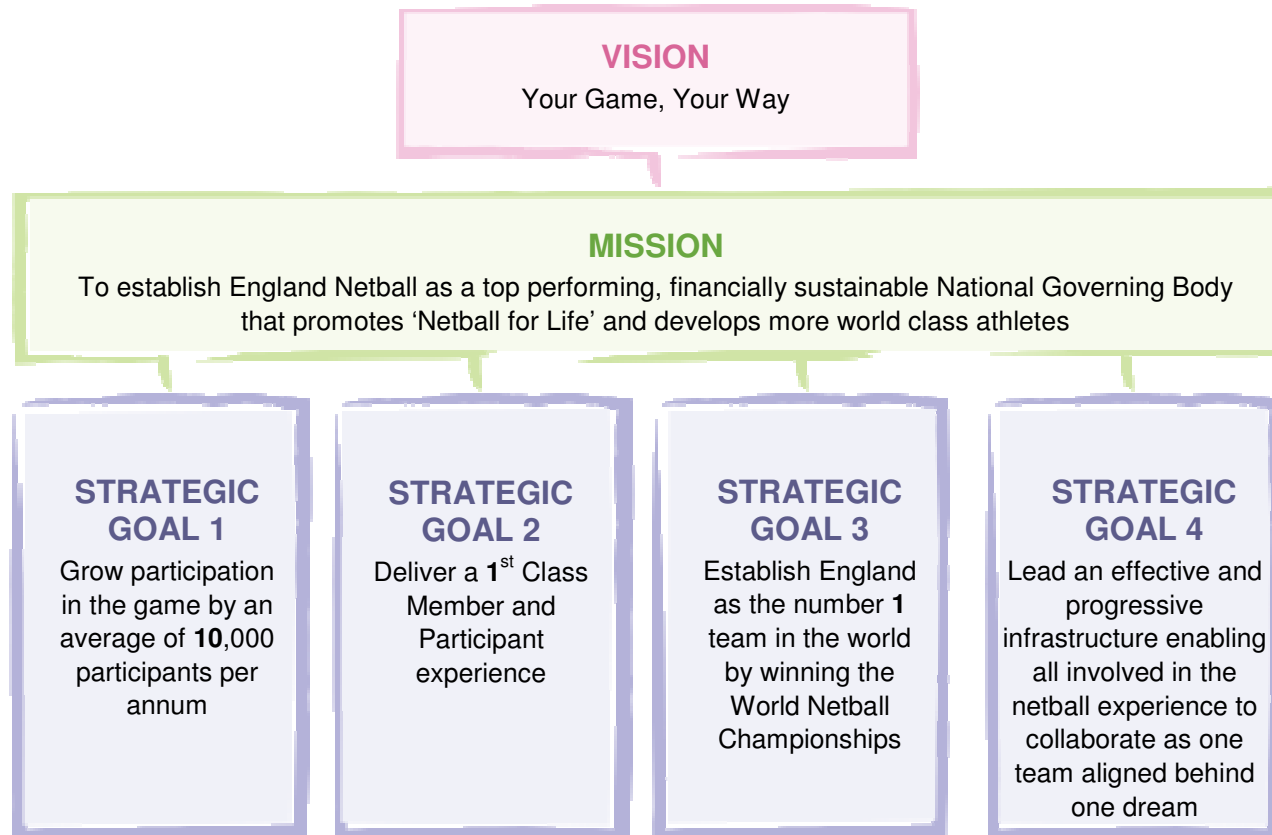 VISION
Your Game, Your Way
MISSION
To establish England Netball as a top performing, financially sustainable National Governing Body
that promotes ‘Netball for Life’ and develops more world class athletes
STRATEGIC
GOAL 1
Grow participation
in the game by an
average of 10,000
participants per
annum
STRATEGIC
GOAL 2
Deliver a 1st Class
Member and
Participant
experience
STRATEGIC
GOAL 3
Establish England
as the number 1
team in the world
by winning the
World Netball
Championships
STRATEGIC
GOAL 4
Lead an effective and
progressive
infrastructure enabling
all involved in the
netball experience to
collaborate as one
team aligned behind
one dream